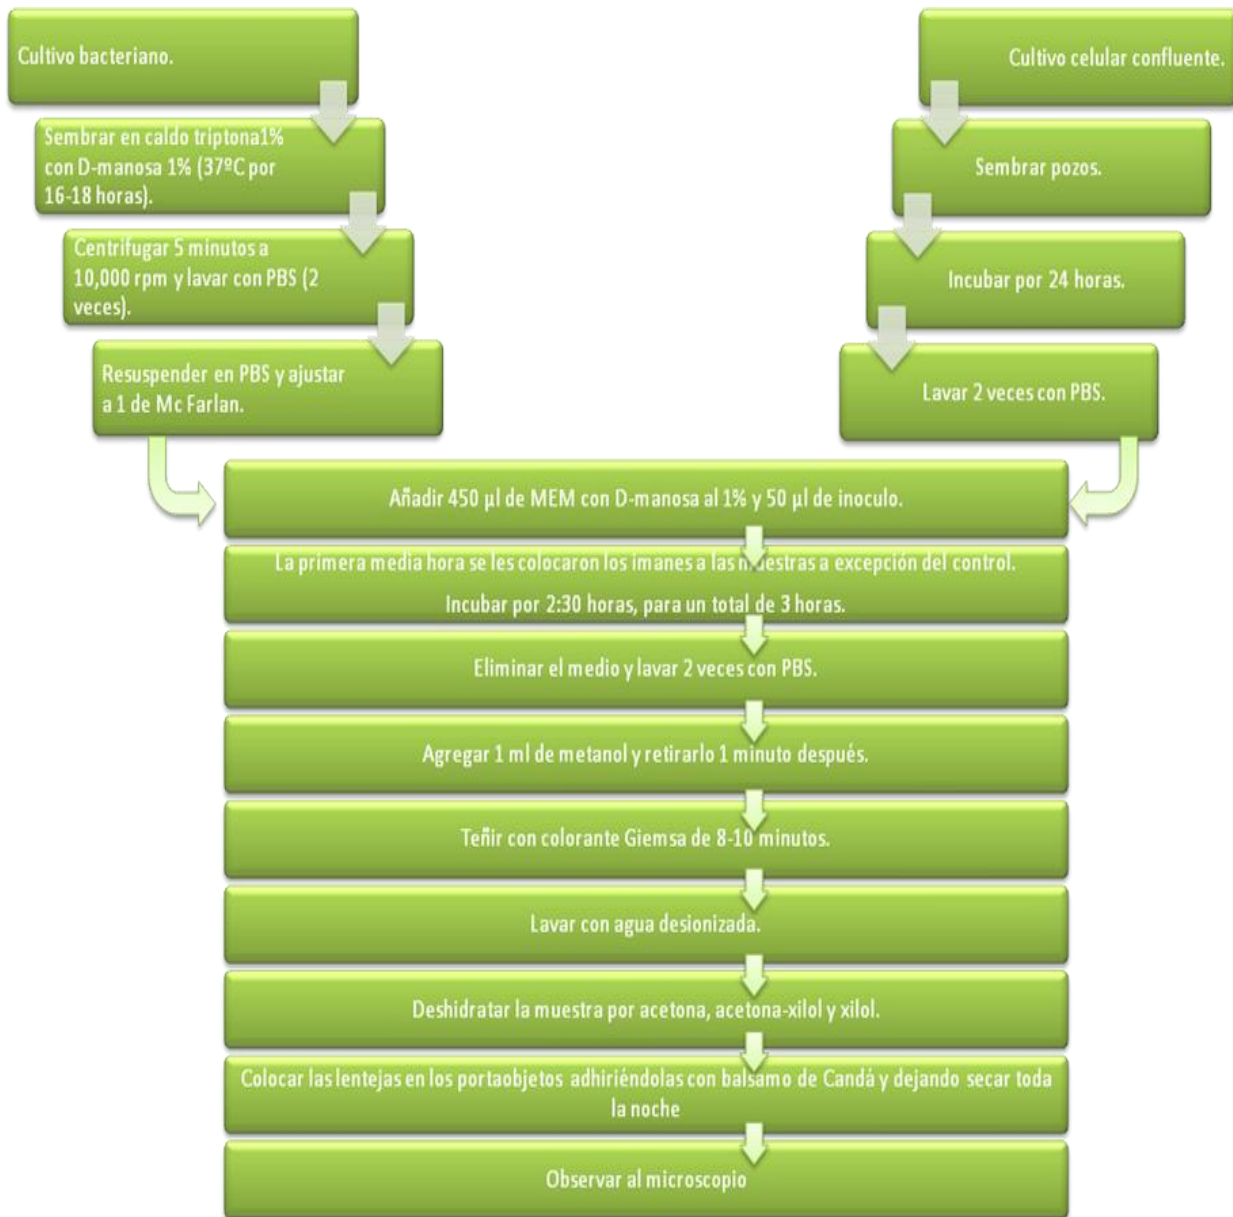 Cultivo bacteriano.
Sembrar en caldo triptona1%
con D-manosa 1% (37ºC por
16-18 horas).
Centrifugar 5 minutos a
10,000 rpm y lavar con PBS (2
veces).
Resuspender en PBS y ajustar
a 1 de Mc Farlan.
Cultivo celular confluente.
Sembrar pozos.
Incubar por 24 horas.
Lavar 2 veces con PBS.
Añadir 450 µl de MEM con D-manosa al 1% y 50 µl de inoculo.
La primera media hora se les colocaron los imanes a las muestras a excepción del control.
Incubar por 2:30 horas, para un total de 3 horas.
Eliminar el medio y lavar 2 veces con PBS.
Agregar 1 ml de metanol y retirarlo 1 minuto después.
Teñir con colorante Giemsa de 8-10 minutos.
Lavar con agua desionizada.
Deshidratar la muestra por acetona, acetona-xilol y xilol.
Colocar las lentejas en los portaobjetos adhiriéndolas con balsamo de Candá y dejando secar toda
la noche
Observar al microscopio